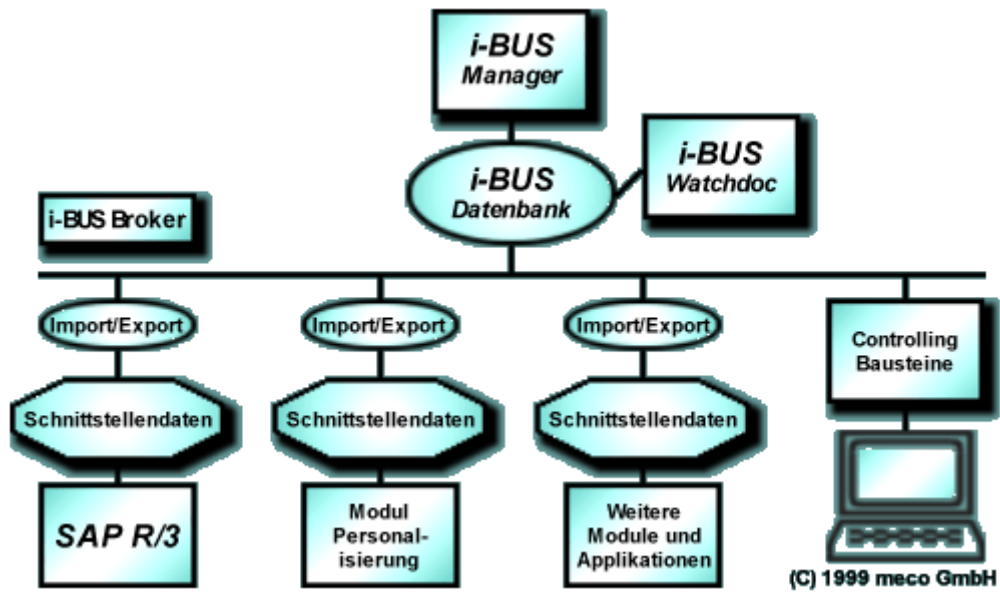 i-BUS
Manager
i-BUS
Datenbank
i-BUS
Watchdoc
i-BUS Broker
Import/Export
Import/Export
Import/Export
Controlling
Bausteine
Schnittstellendaten
Schnittstellendaten
Schnittstellendaten
SAP R/3
Modul
Personal-
isierung
Weitere
Module und
Applikationen
(C) 1999 meco GmbH